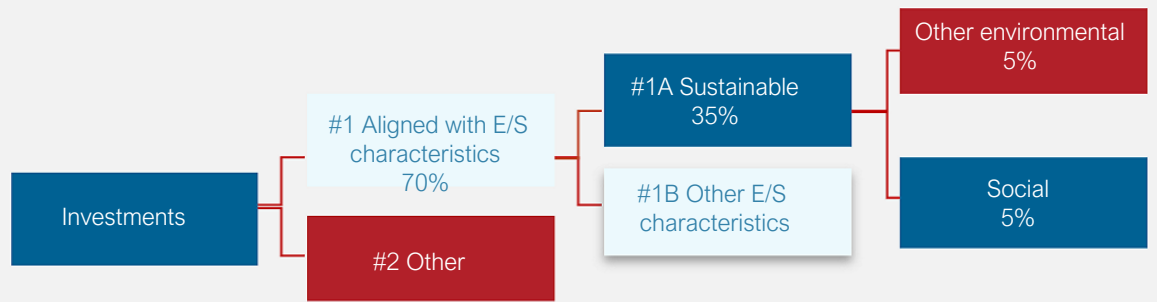 Investments
#1 Aligned with E/S
characteristics
70%
#2 Other
#1A Sustainable
35%
#1B Other E/S
characteristics
Other environmental
5%
Social
5%